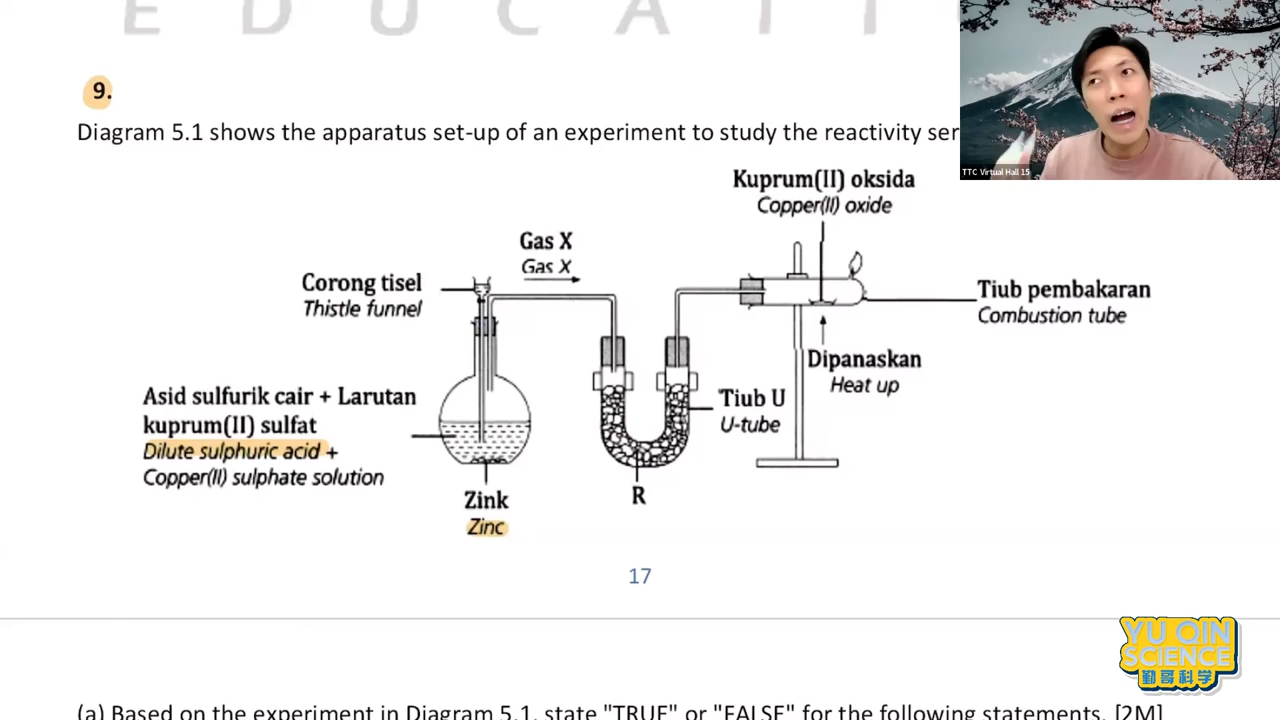 E D U C A T I
9.
Diagram 5.1 shows the apparatus set-up of an experiment to study the reactivity ser
TTC Virtual Hall 15
Kuprum(II) oksida
Copper(II) oxide
Gas X
Gas X
Corong tisel
Thistle funnel
Tiub pembakaran
Combustion tube
Dipanaskan
Heat up
Asid sulfurik cair + Larutan
kuprum(II) sulfat
Dilute sulphuric acid +
Copper(II) sulphate solution
Tiub U
U-tube
Zink
Zinc
R
17
YU QIN
SCIENCE
勤哥科学
(a) Based on the experiment in Diagram 5.1, state "TRUE" or "FALSE" for the following statements. [2M]